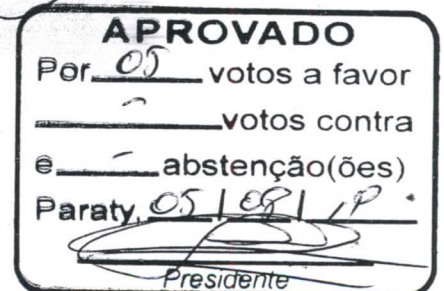 APROVADO
Por 05 votos a favor
- votos contra
e - abstenção(ões)
Paraty, 05 / 08 /
Presidente